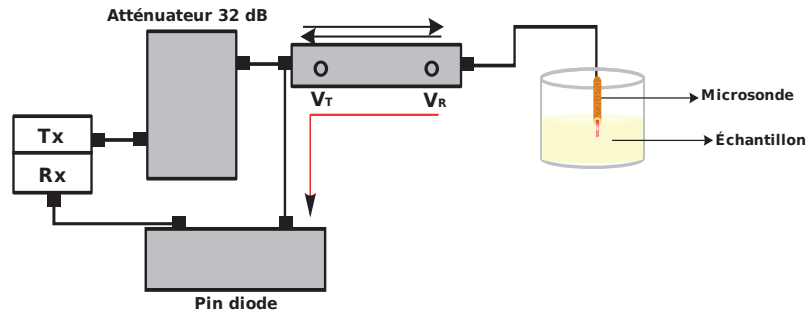 Atténuateur 32 dB
VT
VR
Microsonde
Tx
Échantillon
Rx
Pin diode